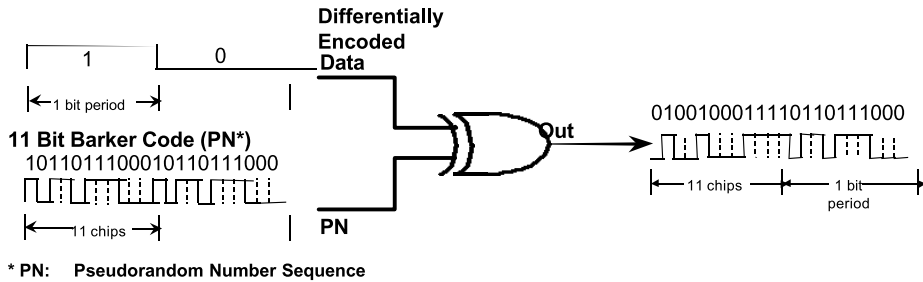 Differentially
Encoded
Data
1 0
1 bit period
11 Bit Barker Code (PN*)
1011011100010110111000
11 chips
PN
Out
0100100011110110111000
11 chips
1 bit
period
* PN: Pseudorandom Number Sequence